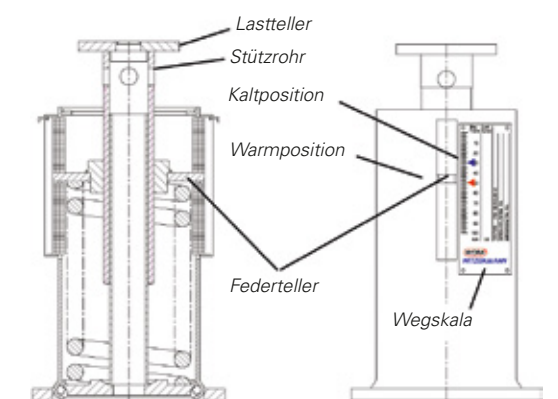 Lastteller
Stützrohr
Kaltposition
Warmposition
Federteller
Wegskala